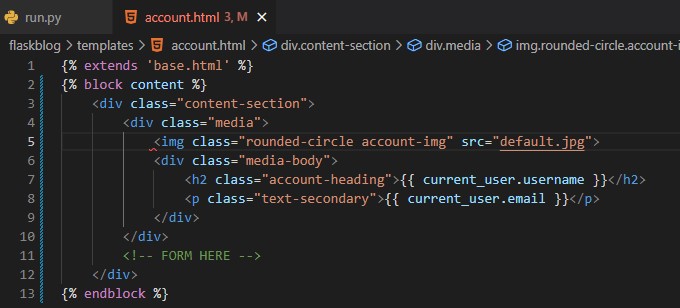 run.py account.html 3, M
flaskblog > templates > account.html > div.content-section > div.media > img.rounded-circle.account-i
1 {% extends 'base.html' %}
2 {% block content %}
3 <div class="content-section">
4 <div class="media">
5 <img class="rounded-circle account-img" src="default.jpg">
6 <div class="media-body">
7 <h2 class="account-heading">{{ current_user.username }}</h2>
8 <p class="text-secondary">{{ current_user.email }}</p>
9 </div>
10 </div>
11 <!-- FORM HERE -->
12 </div>
13 {% endblock %}